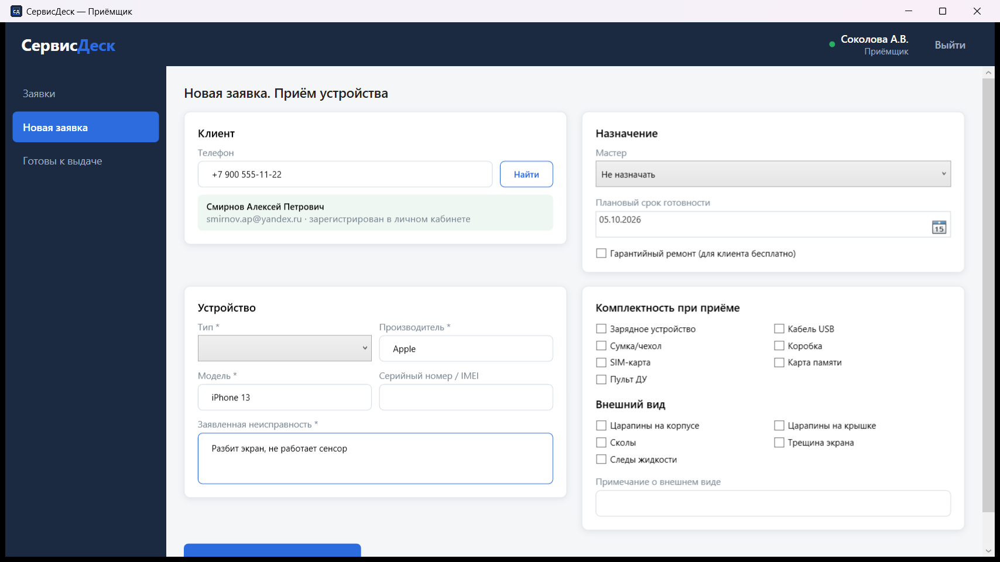 СервисДеск — Приёмщик
СервисДеск
Соколова А.В.
Приёмщик
Выйти
Заявки
Новая заявка
Готовы к выдаче
Новая заявка. Приём устройства
Клиент
Телефон
+7 900 555-11-22
Найти
Смирнов Алексей Петрович
smirnov.ap@yandex.ru · зарегистрирован в личном кабинете
Назначение
Мастер
Не назначать
Плановый срок готовности
05.10.2026
15
Гарантийный ремонт (для клиента бесплатно)
Устройство
Тип *
Производитель *
Apple
Модель *
Серийный номер / IMEI
iPhone 13
Заявленная неисправность *
Разбит экран, не работает сенсор
Комплектность при приёме
Зарядное устройство
Кабель USB
Сумка/чехол
Коробка
SIM-карта
Карта памяти
Пульт ДУ
Внешний вид
Царапины на корпусе
Царапины на крышке
Сколы
Трещина экрана
Следы жидкости
Примечание о внешнем виде